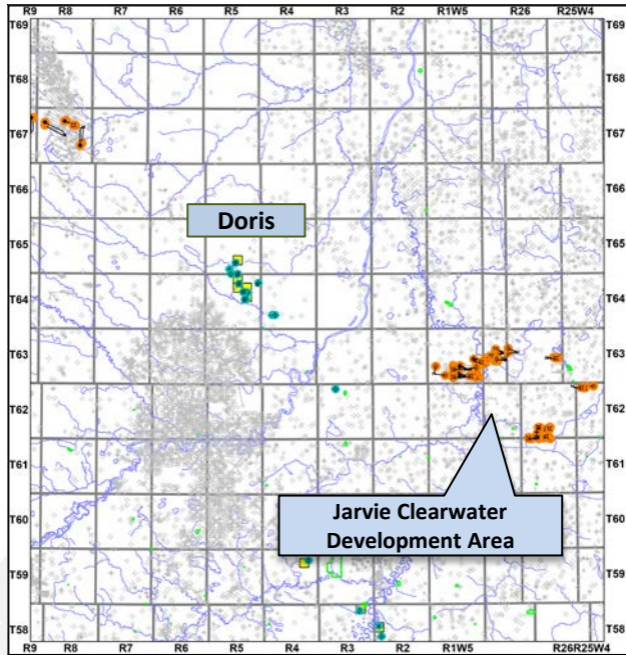 R9 R8 R7 R6 R5 R4 R3 R2 R1W5 R26 R25W4
T69 T69
T68 T68
T67 T67
T66 T66
Doris
T65 T65
T64 T64
T63 T63
T62 T62
T61 T61
Jarvie Clearwater
Development Area
T60 T60
T59 T59
T58 T58
R9 R8 R7 R6 R5 R4 R3 R2 R1W5 R26R25W4